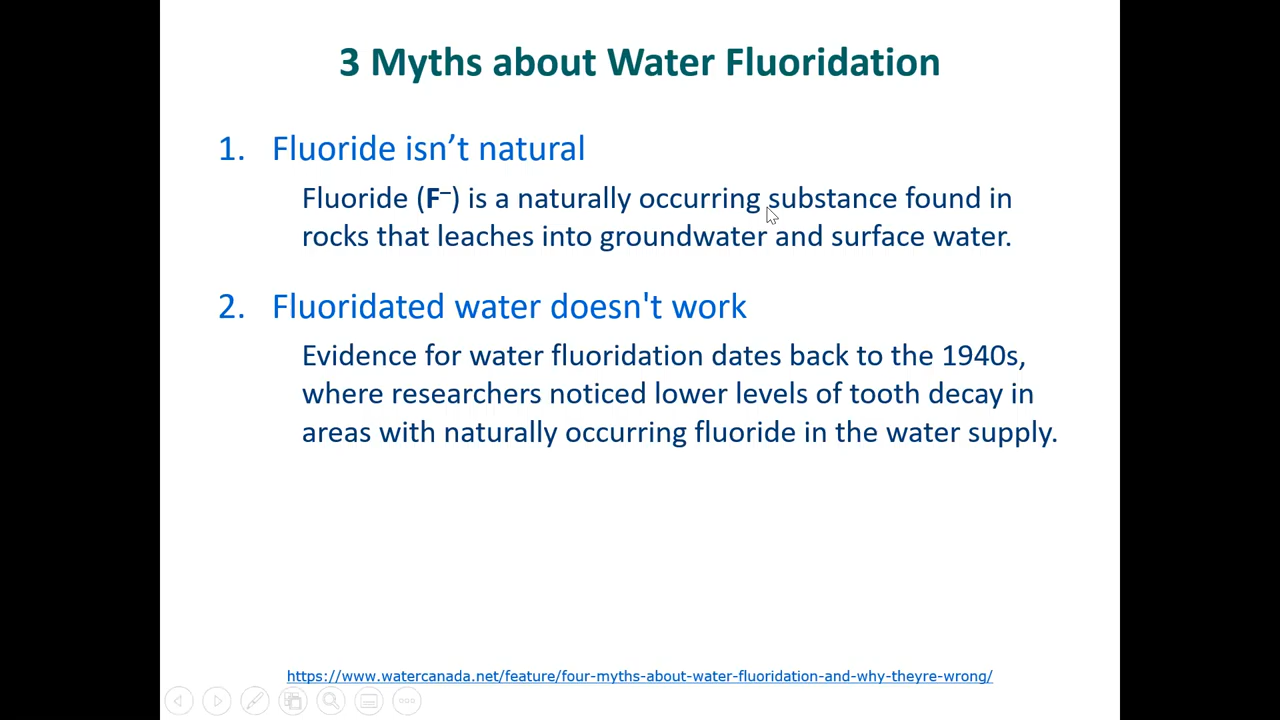 3 Myths about Water Fluoridation
1. Fluoride isn’t natural
Fluoride (F–) is a naturally occurring substance found in
rocks that leaches into groundwater and surface water.
2. Fluoridated water doesn't work
Evidence for water fluoridation dates back to the 1940s,
where researchers noticed lower levels of tooth decay in
areas with naturally occurring fluoride in the water supply.
https://www.watercanada.net/feature/four-myths-about-water-fluoridation-and-why-theyre-wrong/